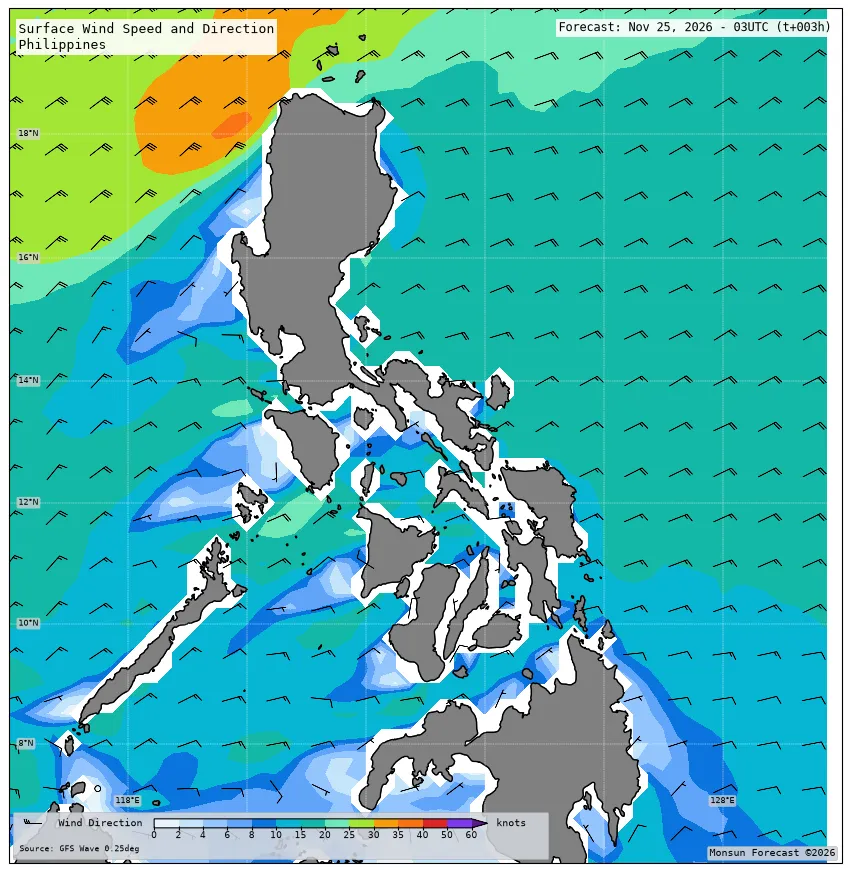 Surface Wind Speed and Direction
Philippines
Forecast: Nov 25, 2026 - 03UTC (t+003h)
18°N
16°N
14°N
12°N
10°N
8°N
118°E
128°E
Wind Direction
knots
0 2 4 6 8 10 15 20 25 30 35 40 50 60
Source: GFS Wave 0.25deg
Monsun Forecast ©2026